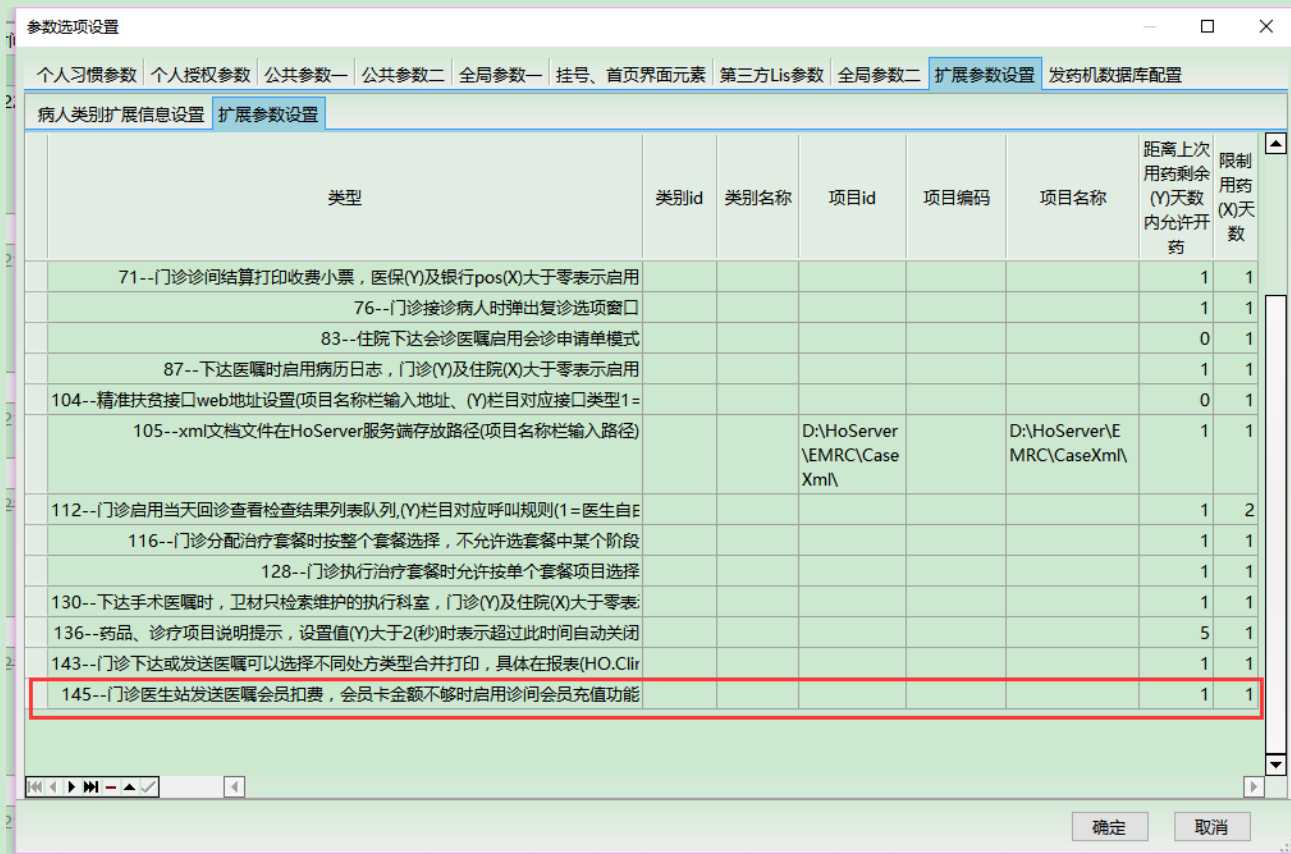 参数选项设置
个人习惯参数 个人授权参数 公共参数一 公共参数二 全局参数一 挂号、首页界面元素 第三方Lis参数 全局参数二 扩展参数设置 发药机数据库配置
病人类别扩展信息设置 扩展参数设置
类型 类别id 类别名称 项目id 项目编码 项目名称
距离上次
用药剩余
(Y)天数
内允许开
药
限制
用药
(X)天
数
71--门诊诊间结算打印收费小票，医保(Y)及银行pos(X)大于零表示启用 1 1
76--门诊接诊病人时弹出复诊选项窗口 1 1
83--住院下达会诊医嘱启用会诊申请单模式 0 1
87--下达医嘱时启用病历日志，门诊(Y)及住院(X)大于零表示启用 1 1
104--精准扶贫接口web地址设置(项目名称栏输入地址、(Y)栏目对应接口类型1= 0 1
105--xml文档文件在HoServer服务端存放路径(项目名称栏输入路径) D:\HoServer D:\HoServer\E 1 1
\EMRC\Case MRC\CaseXml\
Xml\
112--门诊启用当天回诊查看检查结果列表队列,(Y)栏目对应呼叫规则(1=医生自 1 2
116--门诊分配治疗套餐时按整个套餐选择，不允许选套餐中某个阶段 1 1
128--门诊执行治疗套餐时允许按单个套餐项目选择 1 1
130--下达手术医嘱时，卫材只检索维护的执行科室，门诊(Y)及住院(X)大于零表 1 1
136--药品、诊疗项目说明提示，设置值(Y)大于2(秒)时表示超过此时间自动关闭 5 1
143--门诊下达或发送医嘱可以选择不同处方类型合并打印，具体在报表(HO.Clir 1 1
145--门诊医生站发送医嘱会员扣费，会员卡金额不够时启用诊间会员充值功能 1 1
确定 取消